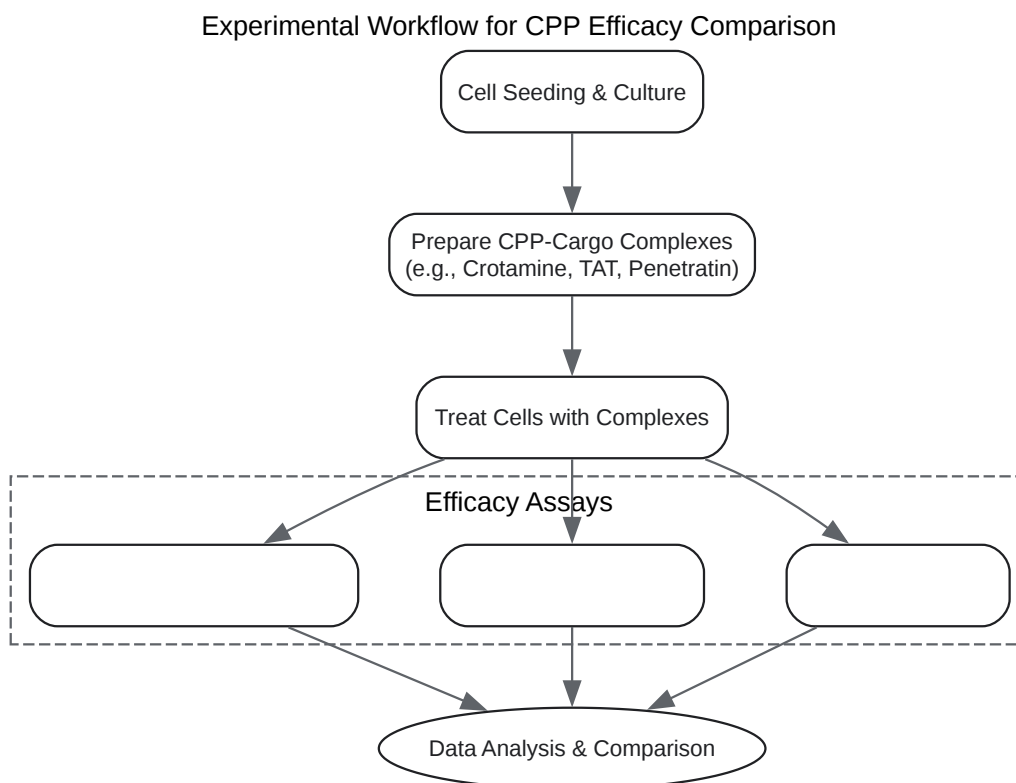 Experimental Workflow for CPP Efficacy Comparison
Cell Seeding & Culture
Prepare CPP-Cargo Complexes
(e.g., Crotamine, TAT, Penetratin)
Treat Cells with Complexes
Efficacy Assays
Data Analysis & Comparison